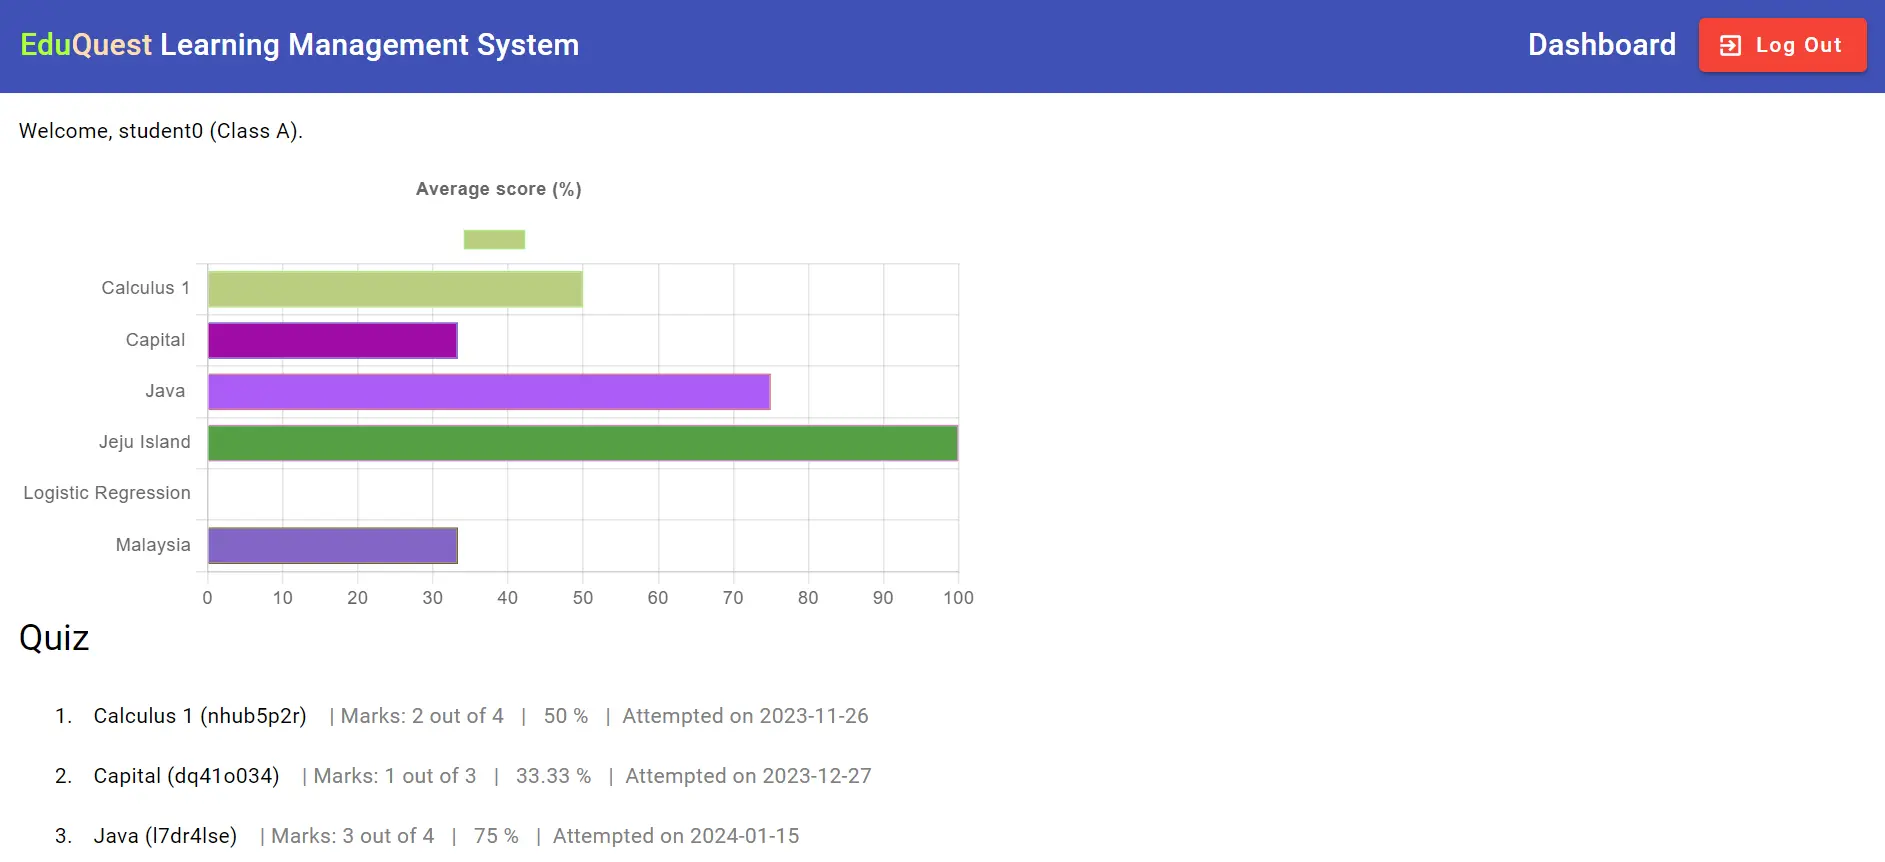 EduQuest Learning Management System
Dashboard
Log Out
Welcome, student0 (Class A).
Average score (%)
Calculus 1
Capital
Java
Jeju Island
Logistic Regression
Malaysia
0 10 20 30 40 50 60 70 80 90 100
Quiz
1. Calculus 1 (nhub5p2r) | Marks: 2 out of 4 | 50 % | Attempted on 2023-11-26
2. Capital (dq41o034) | Marks: 1 out of 3 | 33.33 % | Attempted on 2023-12-27
3. Java (l7dr4lse) | Marks: 3 out of 4 | 75 % | Attempted on 2024-01-15